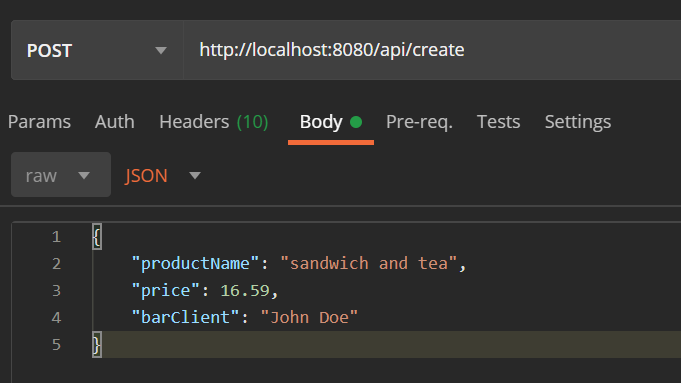 POST http://localhost:8080/api/create
Params Auth Headers (10) Body Pre-req. Tests Settings
raw JSON
1 {
2 "productName": "sandwich and tea",
3 "price": 16.59,
4 "barClient": "John Doe"
5 }